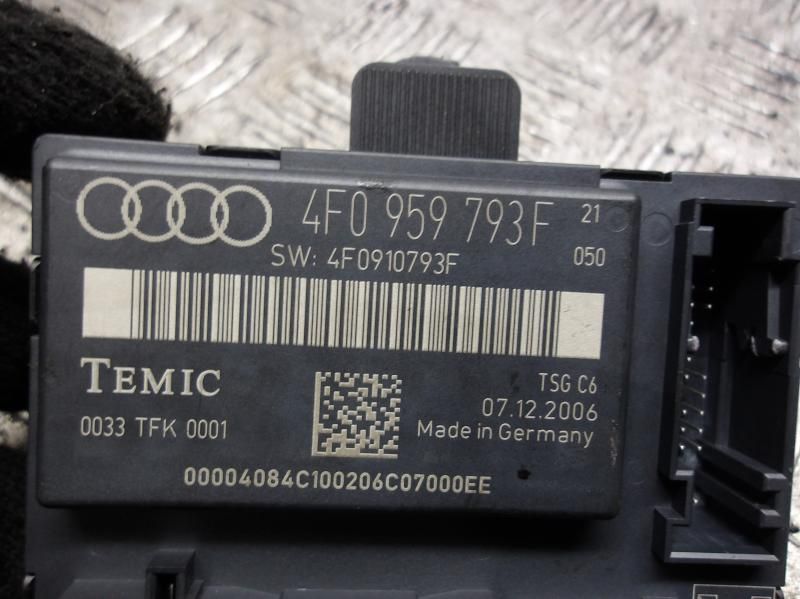 4F0 959 793F 21
SW: 4F0910793F 050
TEMIC
TSG C6
07.12.2006
0033 TFK 0001
Made in Germany
00004084C100206C07000EE